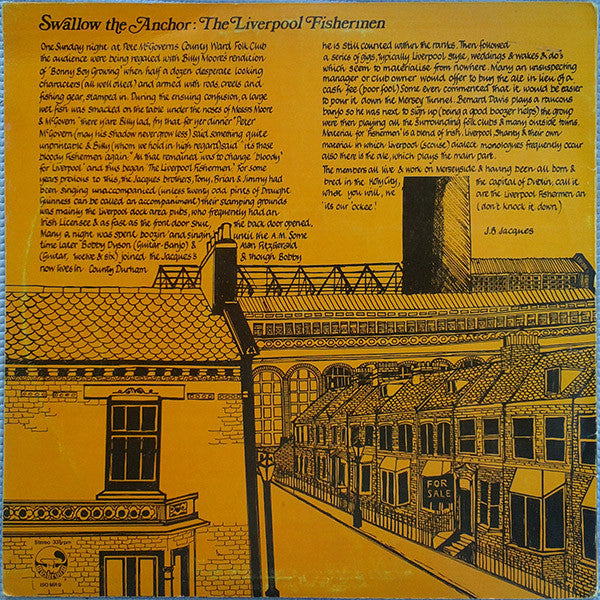 Swallow the Anchor: The Liverpool Fishermen
One Sunday night at Pete McGovern's County Ward Folk Club
the audience were being regaled with Billy Moores' rendition
of 'Bonny Boy Growing' when half a dozen desperate looking
characters (all well oiled) and armed with rods, creels and
fishing gear, stamped in. During the ensuing confusion, a large
wet fish was smacked on the table under the noses of Messrs Moore
& McGovern "there y'are Billy lad, fry that for yer dinner" Peter
McGovern (may his shadow never grow less) said something quite
unprintable & Billy (whom we hold in high regard) said "it's those
bloody Fishermen again". All that remained was to change 'bloody'
for 'Liverpool' and thus began 'The Liverpool Fishermen.' For some
years previous to this, the Jacques brothers, Tony, Brian & Jimmy had
been singing unaccompanied (unless twenty odd pints of Draught
Guinness can be called an accompaniment) their stamping grounds
was mainly the Liverpool dock area pubs, who frequently had an
Irish Licensee & as fast as the front door shut, the back door opened.
Many a night was spent boozin' and singin' until the A.M. Some
time later Bobby Dyson (Guitar-Banjo) & Alan Fitzgerald
(Guitar, twelve & six) joined the Jacques's & though Bobby
now lives in County Durham
he is still counted within the ranks. Then followed
a series of gigs, typically Liverpool style, weddings & wakes & 'do's
which seem to materialise from nowhere. Many an unsuspecting
manager or club owner would offer to buy the ale in lieu of a
cash fee (poor fool). Some even commented that it would be easier
to pour it down the Mersey Tunnel. Bernard Davis plays a raucous
banjo so he was next to sign up (being a good boozer helps) the group
were then playing all the surrounding folk clubs & many outside towns.
Material for 'Fishermen' is a blend of Irish, Liverpool, Shanty & their own
material in which Liverpool (scouse) dialect monologues frequently occur
also there is the ale, which plays the main part.
The members all live & work on Merseyside & having been all born &
bred in the Holy City, the capital of Erin, call it
what you will, we are the Liverpool Fishermen an'
'its our 'ockee! (don't knock it down)
J.B. Jacques
FOR
SALE
Stereo 33⅓rpm